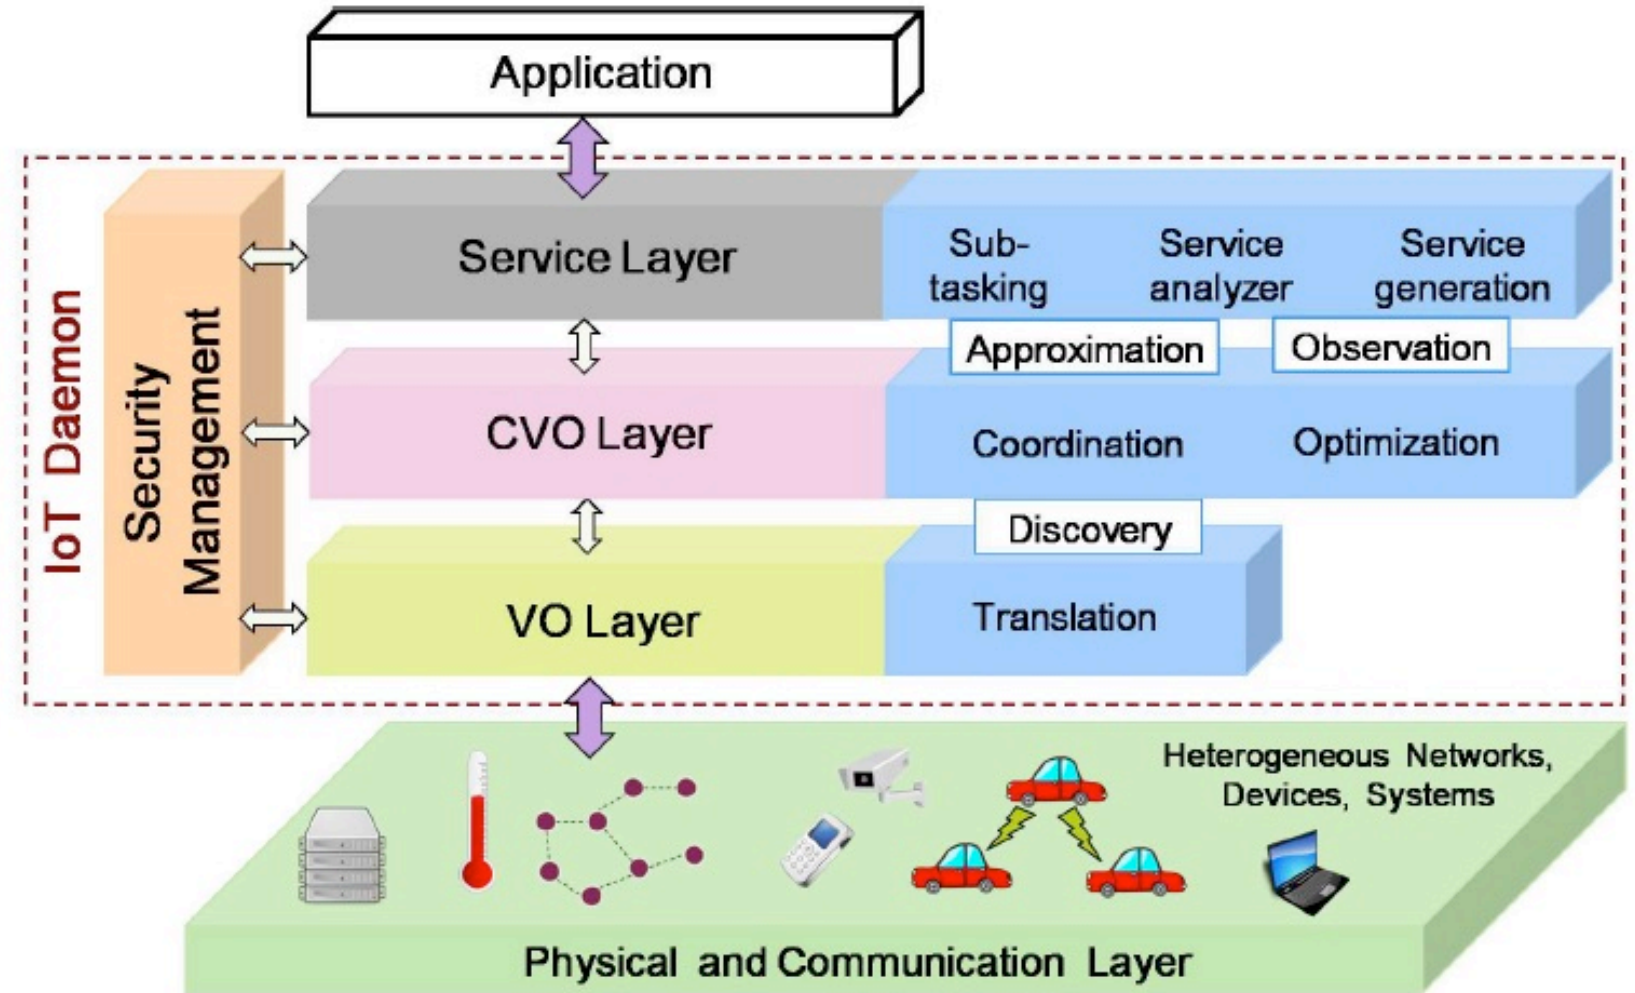 Application
IoT Daemon
Security
Management
Service Layer
Sub-
tasking
Service
analyzer
Service
generation
Approximation
Observation
CVO Layer
Coordination
Optimization
Discovery
VO Layer
Translation
Heterogeneous Networks,
Devices, Systems
Physical and Communication Layer